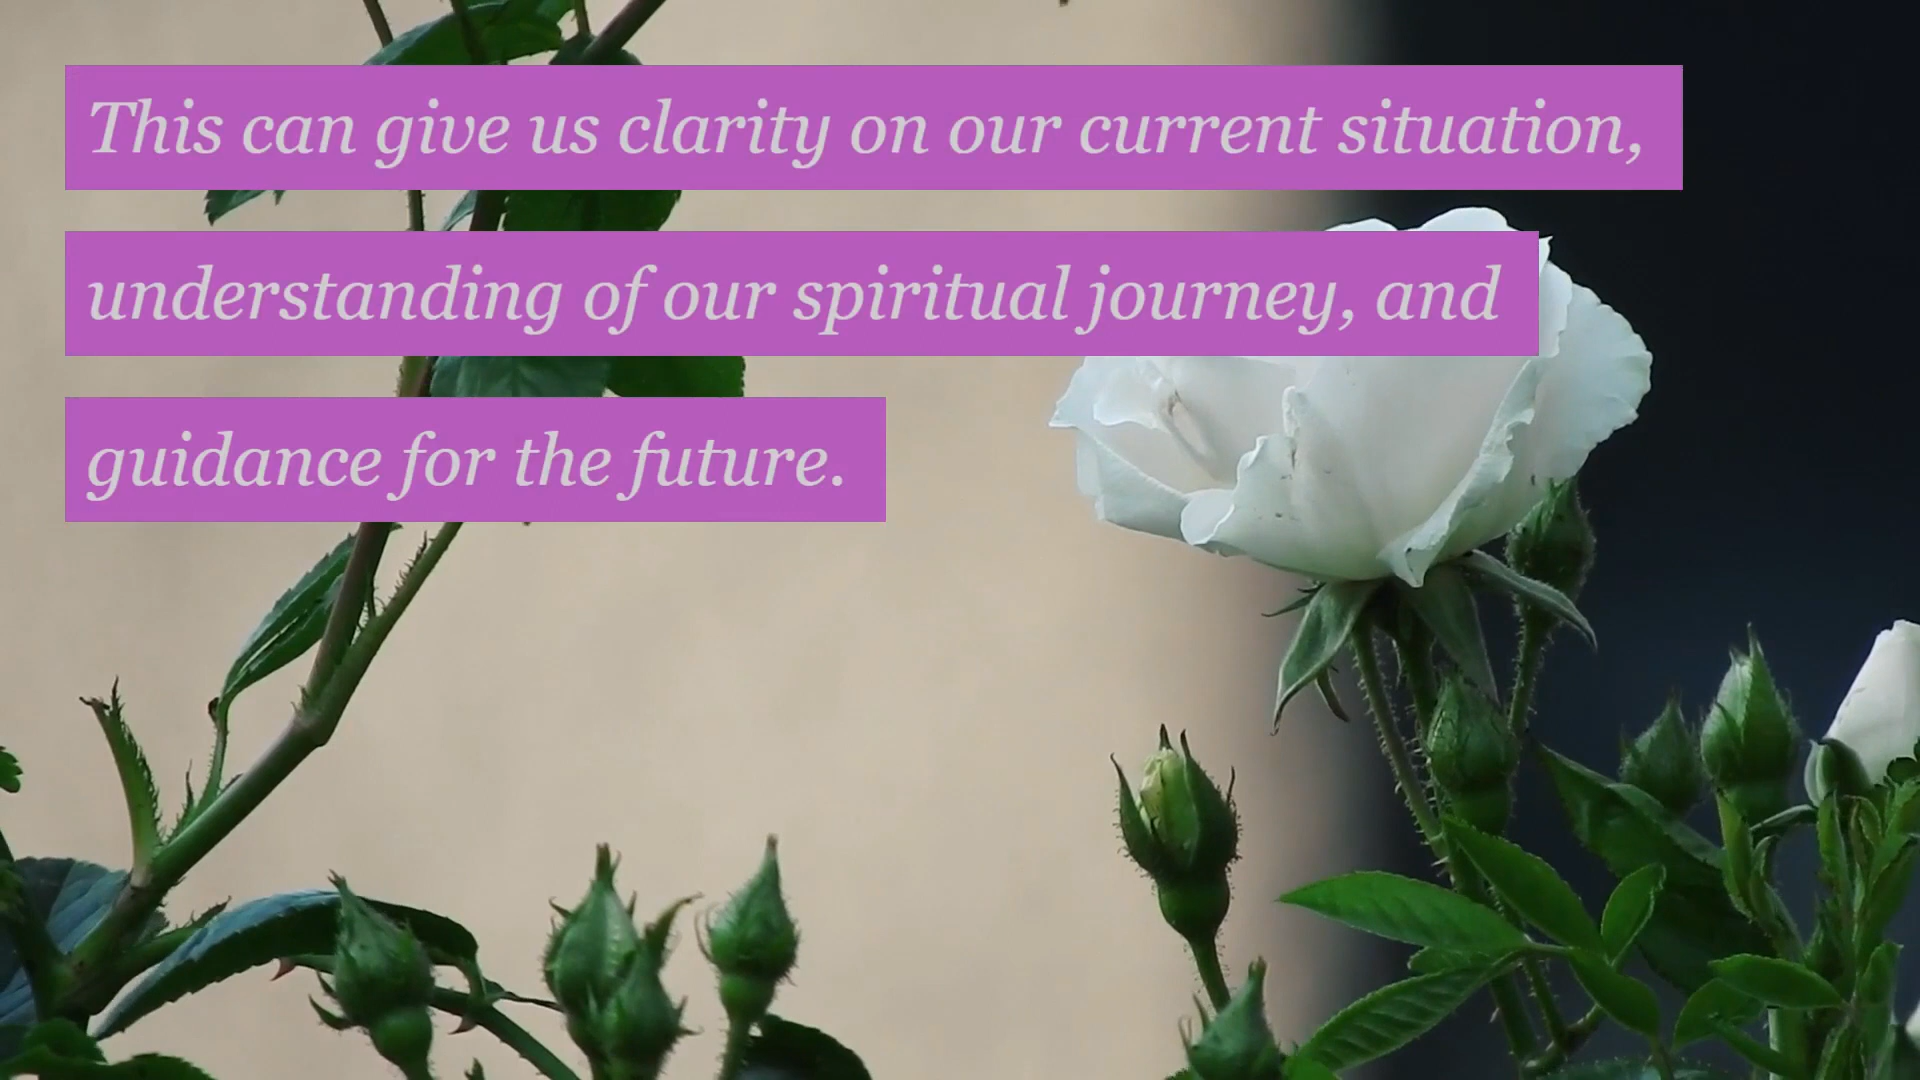 This can give us clarity on our current situation,
understanding of our spiritual journey, and
guidance for the future.